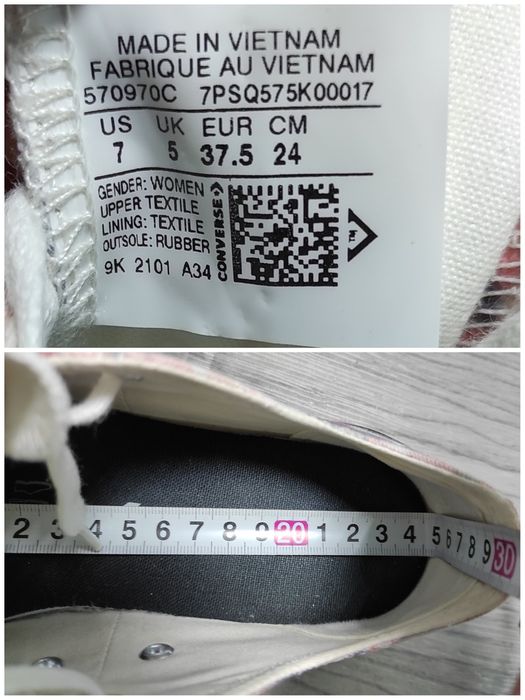 MADE IN VIETNAM
FABRIQUE AU VIETNAM
570970C 7PSQ575K00017
US UK EUR CM
7 5 37.5 24
GENDER: WOMEN
UPPER TEXTILE
LINING: TEXTILE
OUTSOLE: RUBBER
9K 2101 A34
CONVERSE
TM
2 3 4 5 6 7 8 9 20 1 2 3 4 5 6 7 8 9 30